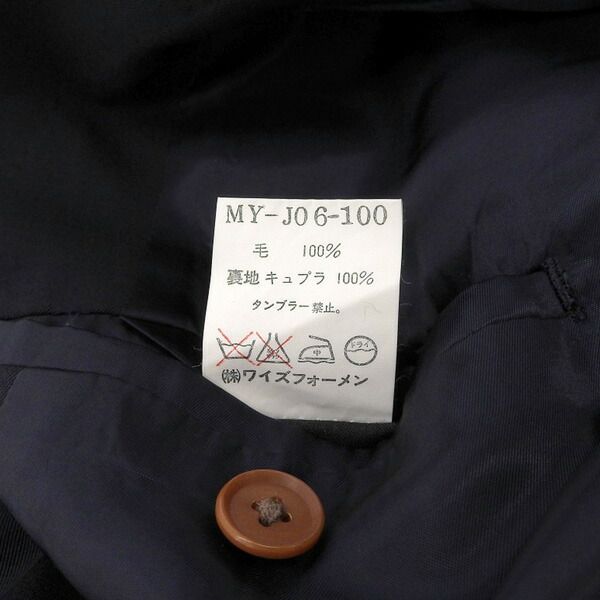 MY-J06-100
毛 100%
裏地 キュプラ 100%
タンブラー禁止。
中 ドライ
㈱ワイズフォーメン